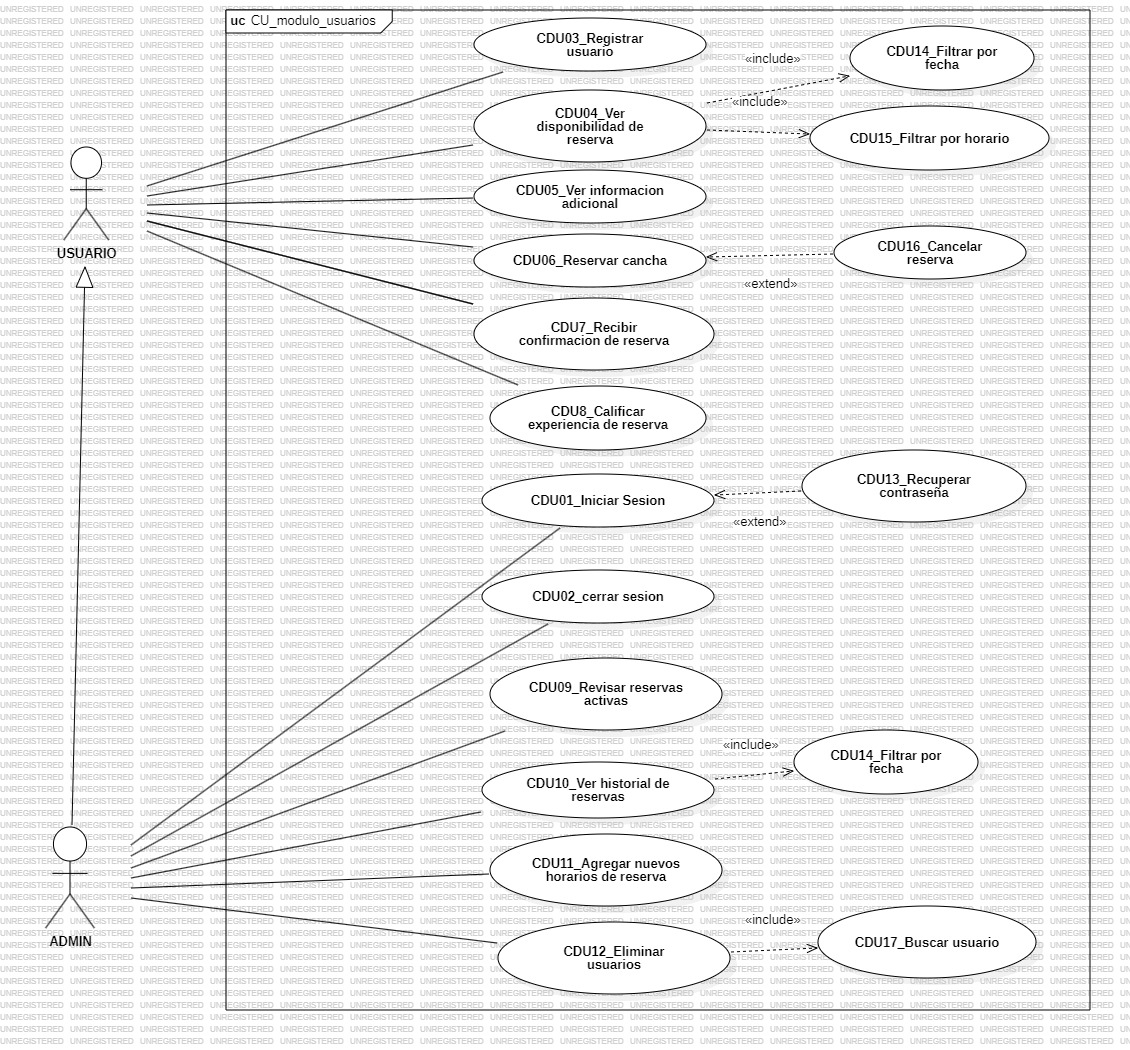 uc CU_modulo_usuarios
CDU03_Registrar
usuario
CDU14_Filtrar por
fecha
«include»
«include»
CDU04_Ver
disponibilidad de
reserva
CDU15_Filtrar por horario
USUARIO
CDU05_Ver informacion
adicional
CDU06_Reservar cancha
CDU16_Cancelar
reserva
«extend»
CDU7_Recibir
confirmacion de reserva
CDU8_Calificar
experiencia de reserva
CDU01_Iniciar Sesion
CDU13_Recuperar
contraseña
«extend»
CDU02_cerrar sesion
CDU09_Revisar reservas
activas
«include»
CDU14_Filtrar por
fecha
CDU10_Ver historial de
reservas
CDU11_Agregar nuevos
horarios de reserva
ADMIN
«include»
CDU12_Eliminar
usuarios
CDU17_Buscar usuario
UNREGISTERED